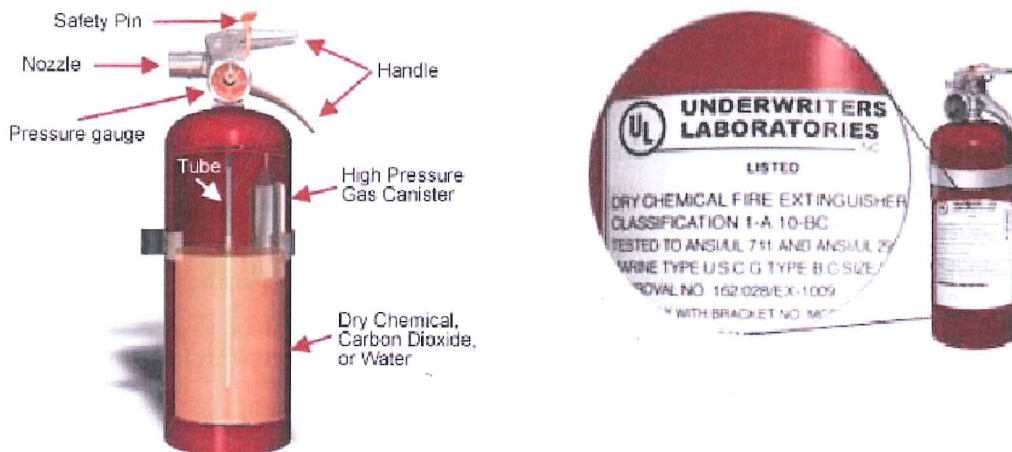 Safety Pin
Nozzle
Handle
Pressure gauge
Tube
High Pressure
Gas Canister
Dry Chemical,
Carbon Dioxide,
or Water
UL
UNDERWRITERS
LABORATORIES
INC
LISTED
DRY CHEMICAL FIRE EXTINGUISHER
CLASSIFICATION 1-A 10-BC
TESTED TO ANSI/UL 711 AND ANSI/UL
TYPE U S C G TYPE B C SIZE
NO. 162.028/EX-1009
WITH BRACKET NO.